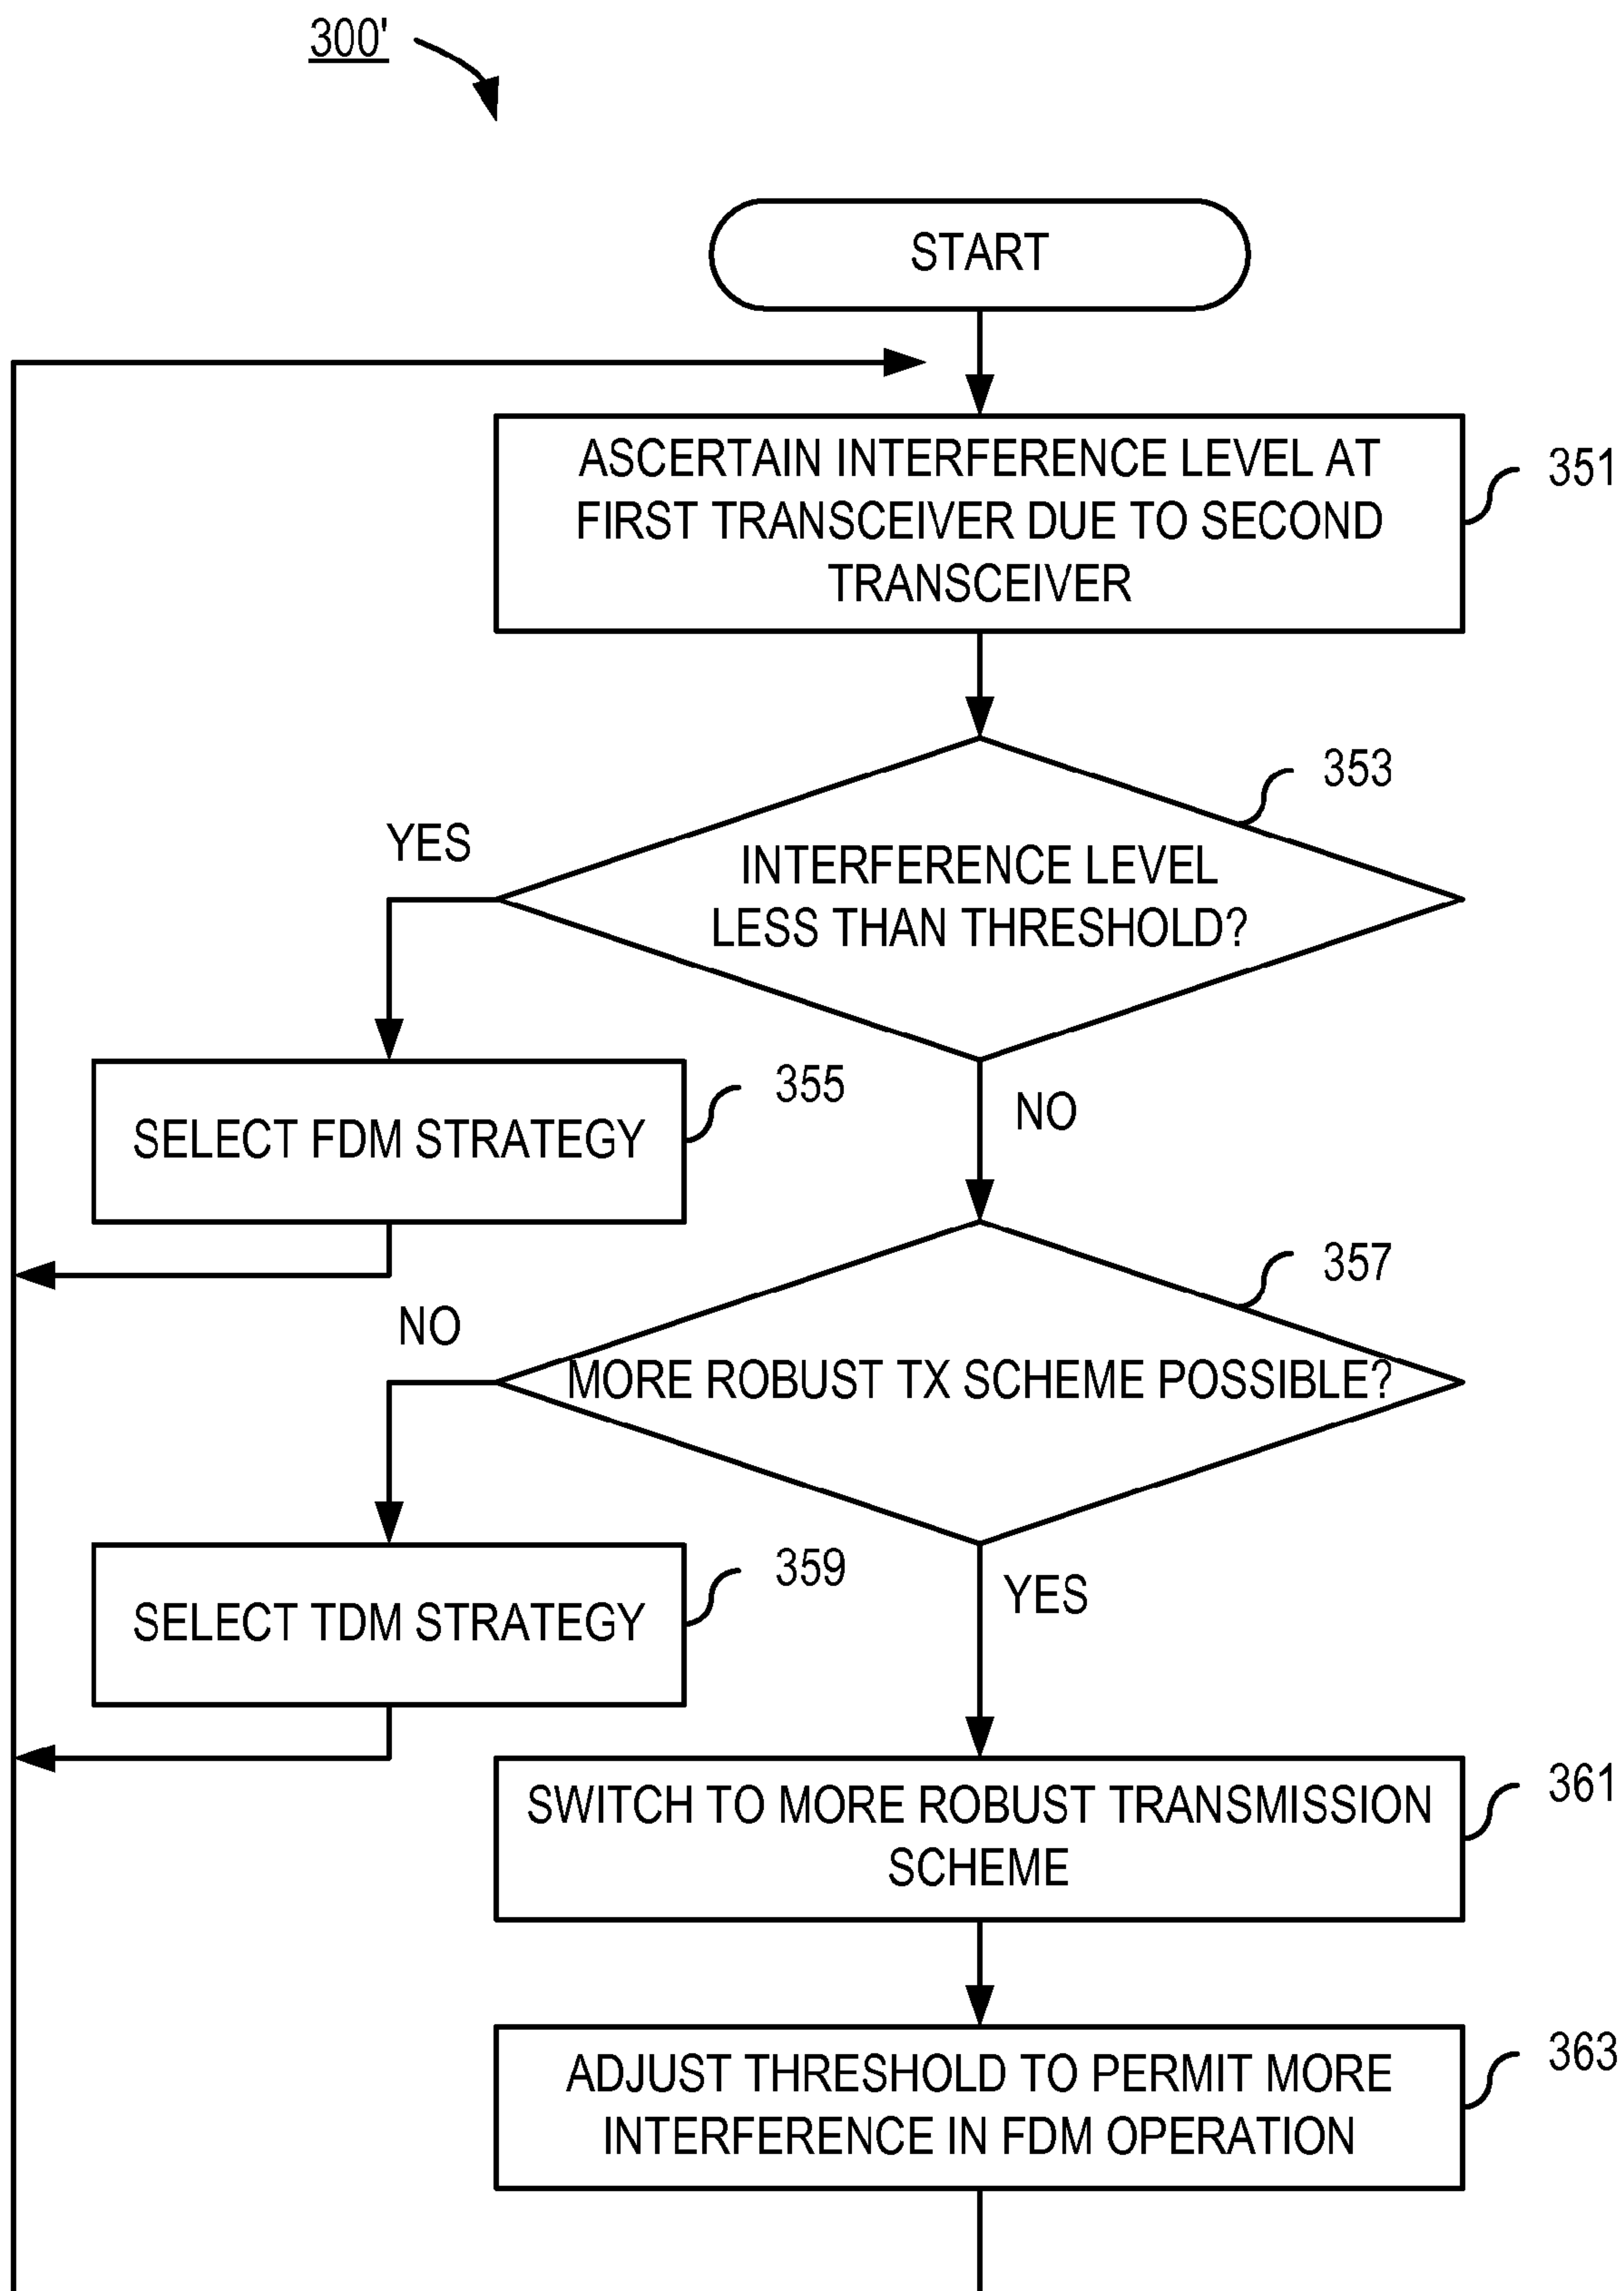 300'
START
ASCERTAIN INTERFERENCE LEVEL AT
FIRST TRANSCEIVER DUE TO SECOND
TRANSCEIVER
351
353
YES
INTERFERENCE LEVEL
LESS THAN THRESHOLD?
355
SELECT FDM STRATEGY
NO
357
NO
MORE ROBUST TX SCHEME POSSIBLE?
359
SELECT TDM STRATEGY
YES
361
SWITCH TO MORE ROBUST TRANSMISSION
SCHEME
363
ADJUST THRESHOLD TO PERMIT MORE
INTERFERENCE IN FDM OPERATION